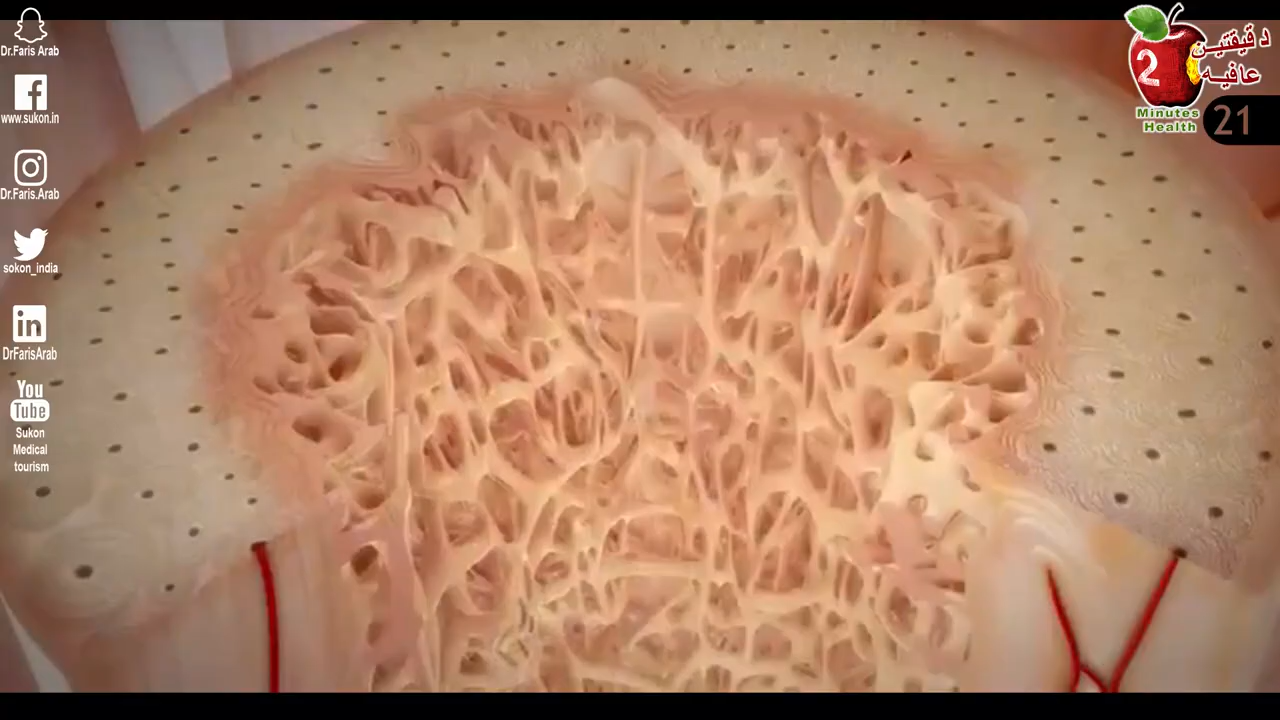 Dr.Faris Arab
www.sukon.in
Dr.Faris.Arab
sokon_india
DrFarisArab
You
Tube
Sukon
Medical
tourism
دقيقتين
عافيه
2
Minutes
Health
21